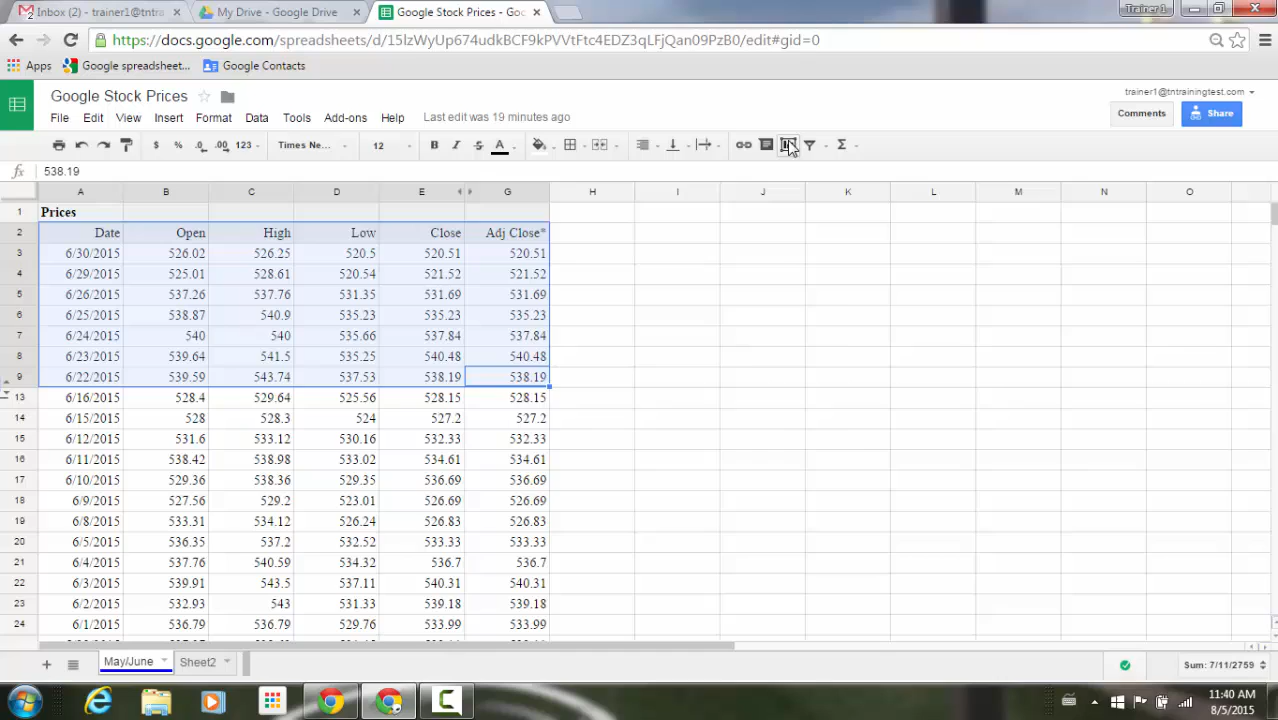 Inbox (2) - trainer1@tntra
My Drive - Google Drive
Google Stock Prices - Goo
Trainer 1
https://docs.google.com/spreadsheets/d/15lzWyUp674udkBCF9kPVVtFtc4EDZ3qLFjQan09PzB0/edit#gid=0
Apps
Google spreadsheet...
Google Contacts
Google Stock Prices
trainer1@tntrainingtest.com
File Edit View Insert Format Data Tools Add-ons Help
Last edit was 19 minutes ago
Comments
Share
$ % .0 .00 123
Times Ne...
12
B I S A
Σ
fx 538.19
A B C D E G H I J K L M N O
1 Prices
2 Date Open High Low Close Adj Close*
3 6/30/2015 526.02 526.25 520.5 520.51 520.51
4 6/29/2015 525.01 528.61 520.54 521.52 521.52
5 6/26/2015 537.26 537.76 531.35 531.69 531.69
6 6/25/2015 538.87 540.9 535.23 535.23 535.23
7 6/24/2015 540 540 535.66 537.84 537.84
8 6/23/2015 539.64 541.5 535.25 540.48 540.48
9 6/22/2015 539.59 543.74 537.53 538.19 538.19
13 6/16/2015 528.4 529.64 525.56 528.15 528.15
14 6/15/2015 528 528.3 524 527.2 527.2
15 6/12/2015 531.6 533.12 530.16 532.33 532.33
16 6/11/2015 538.42 538.98 533.02 534.61 534.61
17 6/10/2015 529.36 538.36 529.35 536.69 536.69
18 6/9/2015 527.56 529.2 523.01 526.69 526.69
19 6/8/2015 533.31 534.12 526.24 526.83 526.83
20 6/5/2015 536.35 537.2 532.52 533.33 533.33
21 6/4/2015 537.76 540.59 534.32 536.7 536.7
22 6/3/2015 539.91 543.5 537.11 540.31 540.31
23 6/2/2015 532.93 543 531.33 539.18 539.18
24 6/1/2015 536.79 536.79 529.76 533.99 533.99
May/June
Sheet2
Sum: 7/11/2759
11:40 AM
8/5/2015